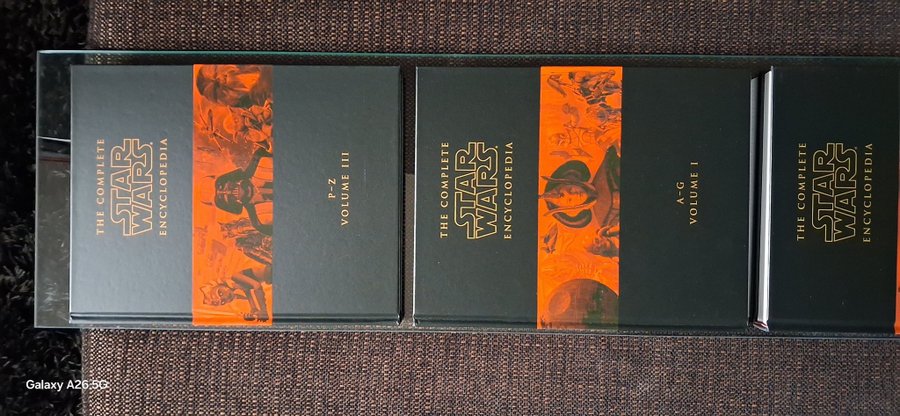 THE COMPLETE
STAR
WARS
ENCYCLOPEDIA
P–Z
VOLUME III
THE COMPLETE
STAR
WARS
ENCYCLOPEDIA
A–G
VOLUME I
THE COMPLETE
STAR
WARS
ENCYCLOPEDIA
Galaxy A26 5G